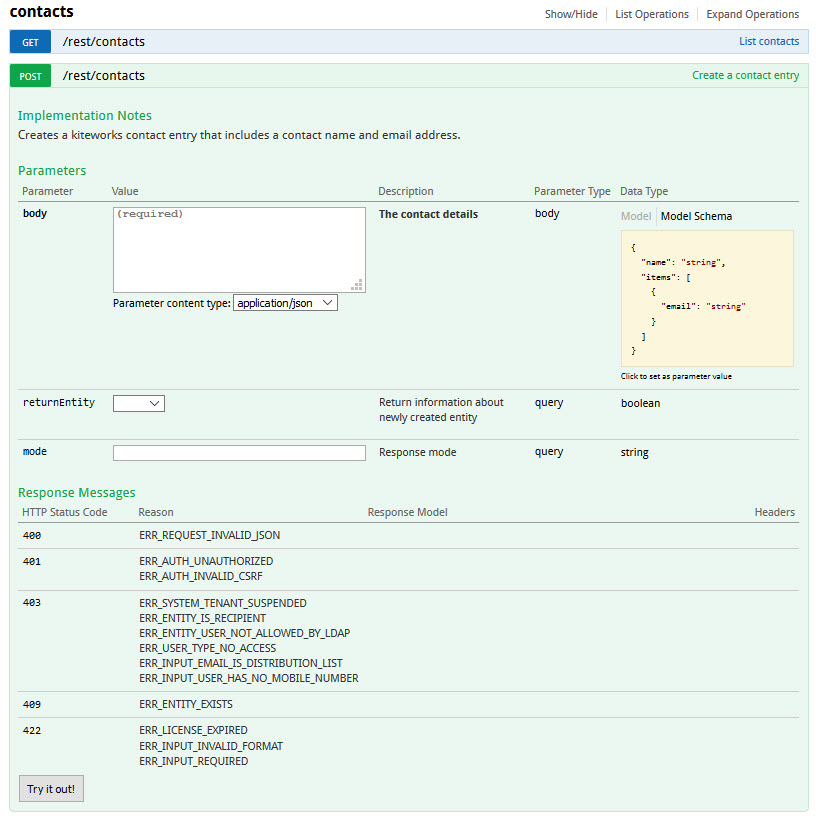 contacts
Show/Hide List Operations Expand Operations
GET /rest/contacts List contacts
POST /rest/contacts Create a contact entry
Implementation Notes
Creates a kiteworks contact entry that includes a contact name and email address.
Parameters
Parameter Value Description Parameter Type Data Type
body (required) The contact details body Model Model Schema
{
"name": "string",
"items": [
{
"email": "string"
}
]
}
Parameter content type: application/json
Click to set as parameter value
returnEntity Return information about newly created entity query boolean
mode Response mode query string
Response Messages
HTTP Status Code Reason Response Model Headers
400 ERR_REQUEST_INVALID_JSON
401 ERR_AUTH_UNAUTHORIZED
ERR_AUTH_INVALID_CSRF
403 ERR_SYSTEM_TENANT_SUSPENDED
ERR_ENTITY_IS_RECIPIENT
ERR_ENTITY_USER_NOT_ALLOWED_BY_LDAP
ERR_USER_TYPE_NO_ACCESS
ERR_INPUT_EMAIL_IS_DISTRIBUTION_LIST
ERR_INPUT_USER_HAS_NO_MOBILE_NUMBER
409 ERR_ENTITY_EXISTS
422 ERR_LICENSE_EXPIRED
ERR_INPUT_INVALID_FORMAT
ERR_INPUT_REQUIRED
Try it out!